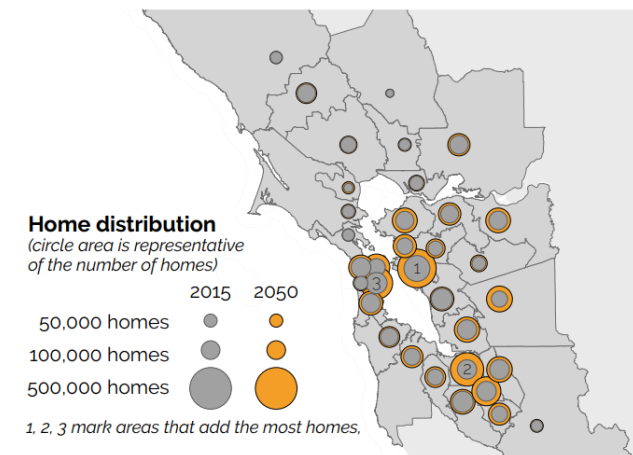 Home distribution
(circle area is representative
of the number of homes)
2015 2050
50,000 homes
100,000 homes
500,000 homes
1, 2, 3 mark areas that add the most homes,
1
3
2